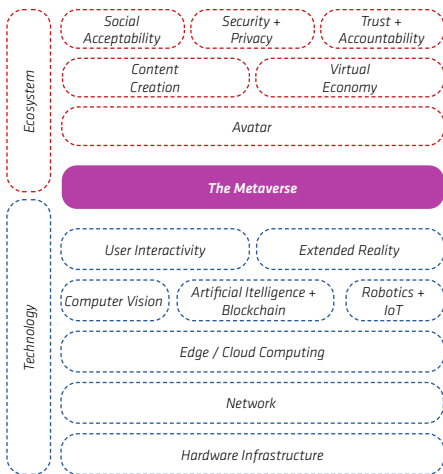 Ecosystem
Social
Acceptability
Security +
Privacy
Trust +
Accountability
Content
Creation
Virtual
Economy
Avatar
The Metaverse
Technology
User Interactivity
Extended Reality
Computer Vision
Artificial Itelligence +
Blockchain
Robotics +
IoT
Edge / Cloud Computing
Network
Hardware Infrastructure